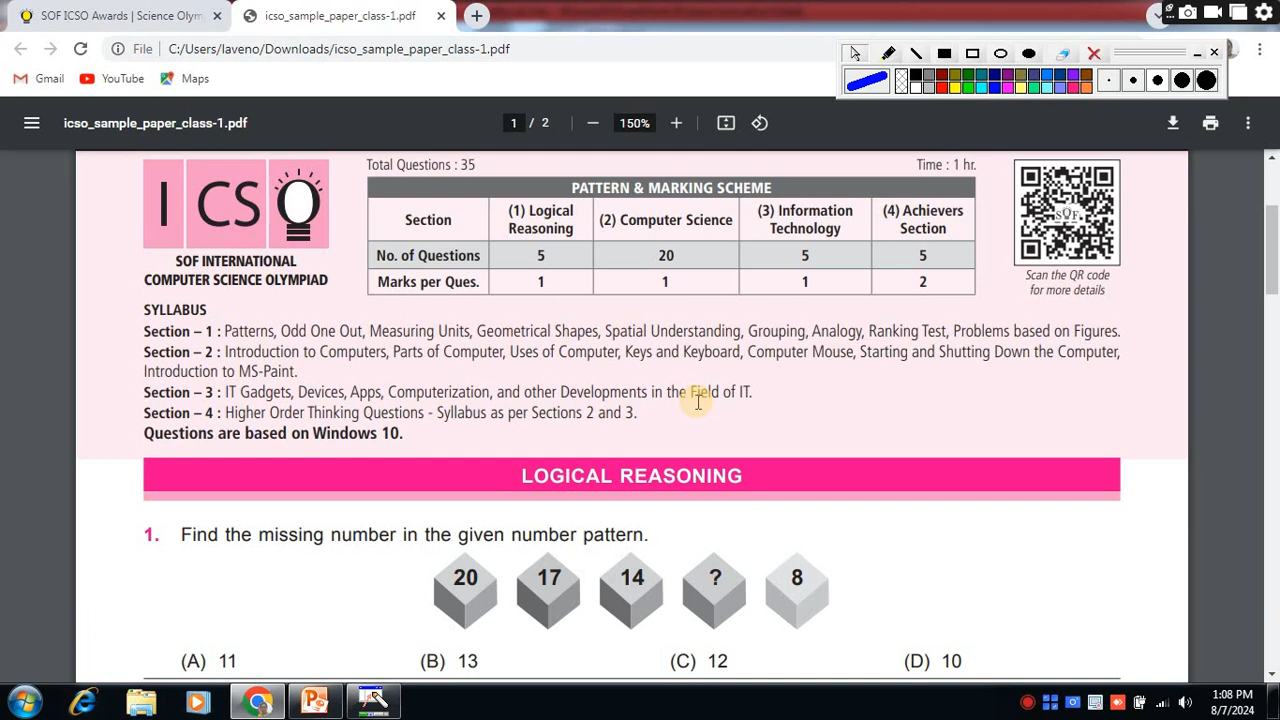 SOF ICSO Awards | Science Olym
icso_sample_paper_class-1.pdf
File
C:/Users/laveno/Downloads/icso_sample_paper_class-1.pdf
Gmail
YouTube
Maps
icso_sample_paper_class-1.pdf
1 / 2
150%
Total Questions : 35
Time : 1 hr.
PATTERN & MARKING SCHEME
Section
(1) Logical Reasoning
(2) Computer Science
(3) Information Technology
(4) Achievers Section
No. of Questions
5
20
5
5
Marks per Ques.
1
1
1
2
ICSO
SOF INTERNATIONAL
COMPUTER SCIENCE OLYMPIAD
SOF
Scan the QR code
for more details
SYLLABUS
Section – 1 : Patterns, Odd One Out, Measuring Units, Geometrical Shapes, Spatial Understanding, Grouping, Analogy, Ranking Test, Problems based on Figures.
Section – 2 : Introduction to Computers, Parts of Computer, Uses of Computer, Keys and Keyboard, Computer Mouse, Starting and Shutting Down the Computer,
Introduction to MS-Paint.
Section – 3 : IT Gadgets, Devices, Apps, Computerization, and other Developments in the Field of IT.
Section – 4 : Higher Order Thinking Questions - Syllabus as per Sections 2 and 3.
Questions are based on Windows 10.
LOGICAL REASONING
1. Find the missing number in the given number pattern.
20 17 14 ? 8
(A) 11 (B) 13 (C) 12 (D) 10
1:08 PM
8/7/2024